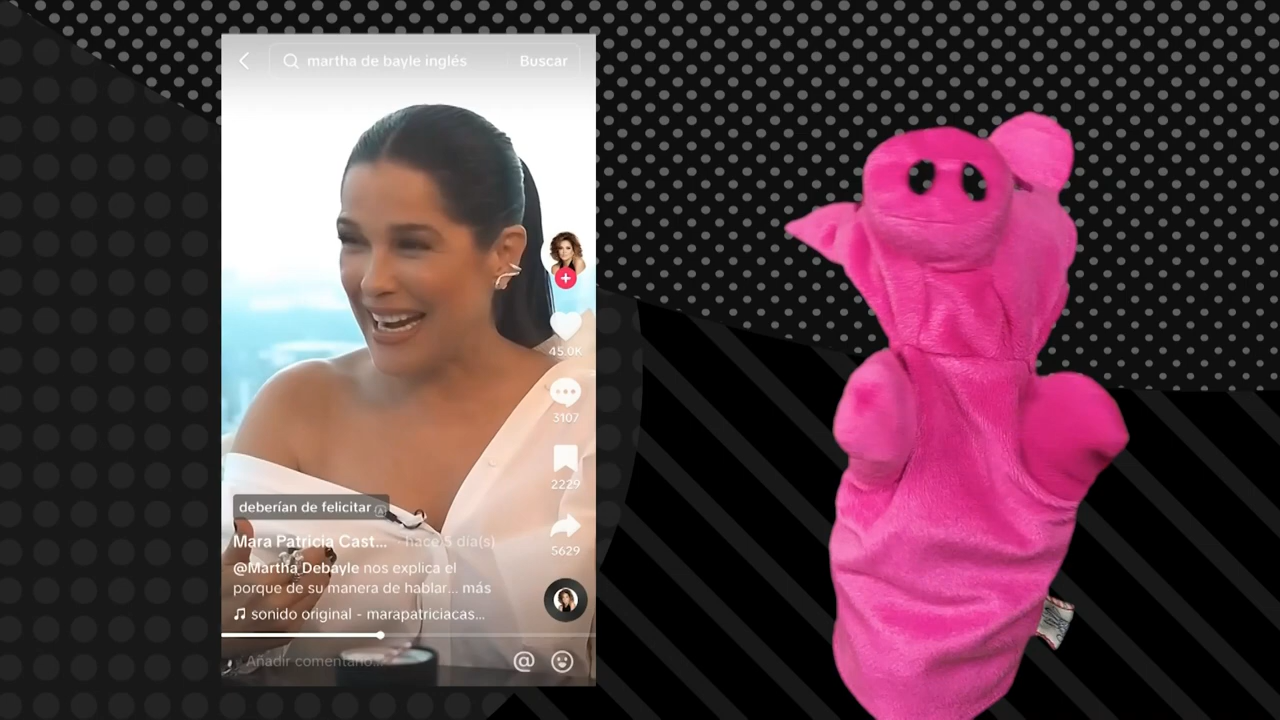 martha de bayle inglés
Buscar
45.0K
3107
2229
5629
deberían de felicitar
Mara Patricia Cast... · hace 5 día(s)
@Martha Debayle nos explica el
porque de su manera de hablar... más
sonido original - marapatriciacas...
Añadir comentario...